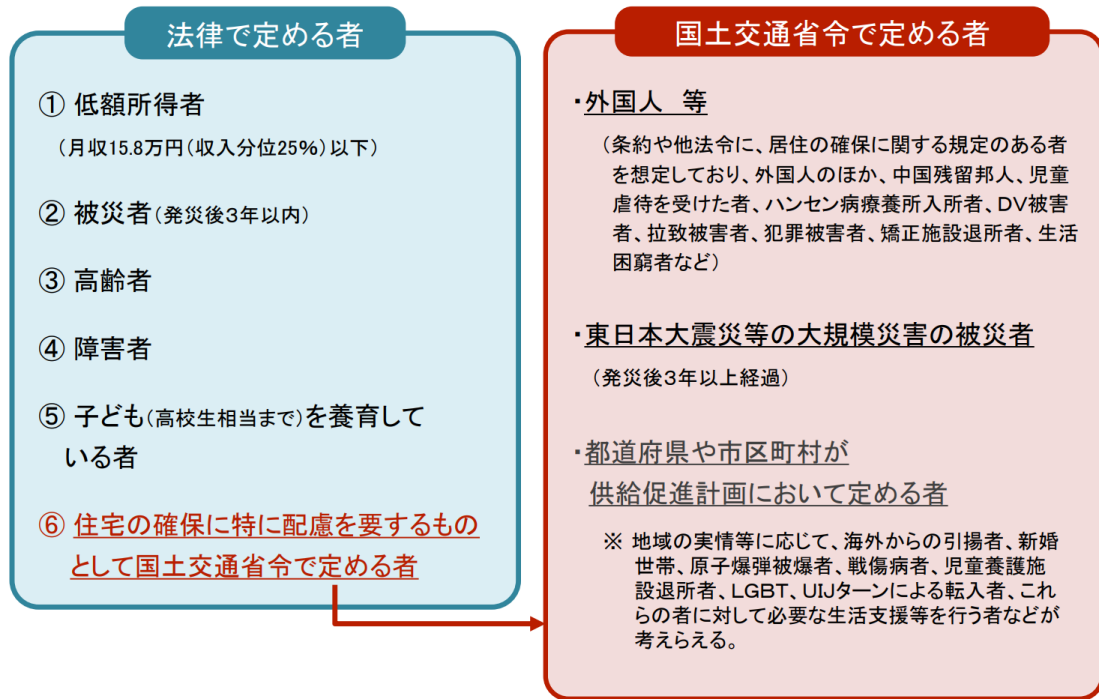 法律で定める者
① 低額所得者
（月収15.8万円（収入分位25%）以下）
② 被災者（発災後3年以内）
③ 高齢者
④ 障害者
⑤ 子ども（高校生相当まで）を養育して
いる者
⑥ 住宅の確保に特に配慮を要するもの
として国土交通省令で定める者
国土交通省令で定める者
・外国人　等
（条約や他法令に、居住の確保に関する規定のある者
を想定しており、外国人のほか、中国残留邦人、児童
虐待を受けた者、ハンセン病療養所入所者、DV被害
者、拉致被害者、犯罪被害者、矯正施設退所者、生活
困窮者など）
・東日本大震災等の大規模災害の被災者
（発災後3年以上経過）
・都道府県や市区町村が
供給促進計画において定める者
※ 地域の実情等に応じて、海外からの引揚者、新婚
世帯、原子爆弾被爆者、戦傷病者、児童養護施
設退所者、LGBT、UIJターンによる転入者、これ
らの者に対して必要な生活支援等を行う者などが
考えらえる。